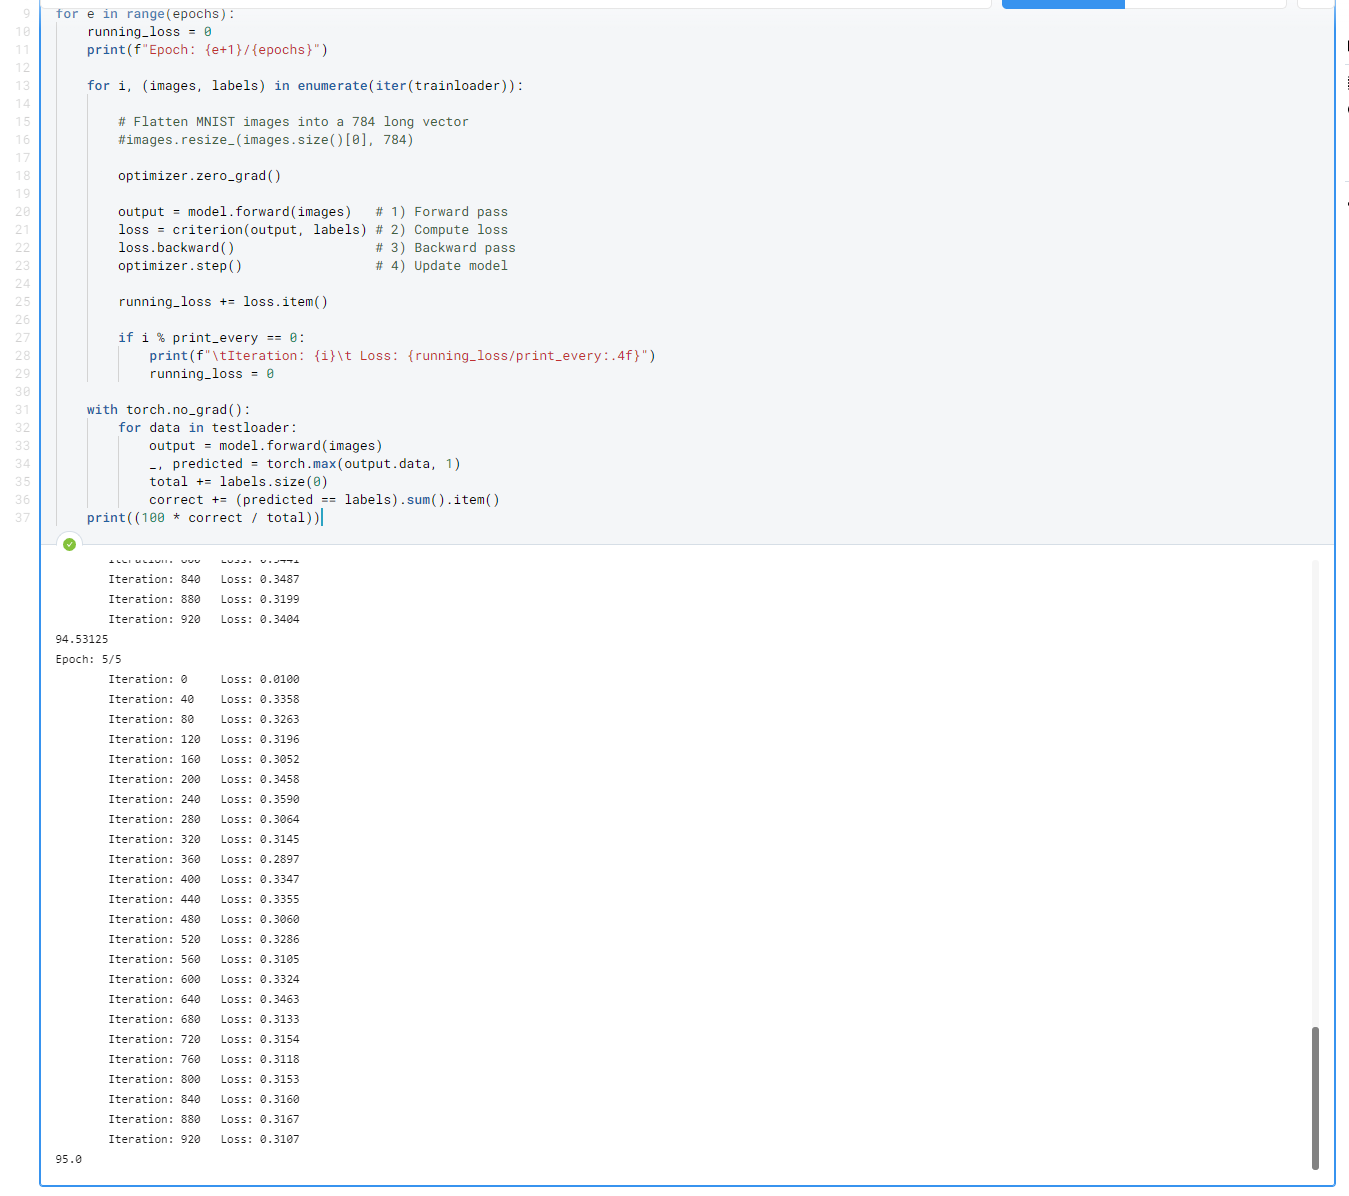 9 for e in range(epochs):
10 running_loss = 0
11 print(f"Epoch: {e+1}/{epochs}")
12
13 for i, (images, labels) in enumerate(iter(trainloader)):
14
15 # Flatten MNIST images into a 784 long vector
16 #images.resize_(images.size()[0], 784)
17
18 optimizer.zero_grad()
19
20 output = model.forward(images) # 1) Forward pass
21 loss = criterion(output, labels) # 2) Compute loss
22 loss.backward() # 3) Backward pass
23 optimizer.step() # 4) Update model
24
25 running_loss += loss.item()
26
27 if i % print_every == 0:
28 print(f"\tIteration: {i}\t Loss: {running_loss/print_every:.4f}")
29 running_loss = 0
30
31 with torch.no_grad():
32 for data in testloader:
33 output = model.forward(images)
34 _, predicted = torch.max(output.data, 1)
35 total += labels.size(0)
36 correct += (predicted == labels).sum().item()
37 print((100 * correct / total))
Iteration: 800 Loss: 0.3441
Iteration: 840 Loss: 0.3487
Iteration: 880 Loss: 0.3199
Iteration: 920 Loss: 0.3404
94.53125
Epoch: 5/5
Iteration: 0 Loss: 0.0100
Iteration: 40 Loss: 0.3358
Iteration: 80 Loss: 0.3263
Iteration: 120 Loss: 0.3196
Iteration: 160 Loss: 0.3052
Iteration: 200 Loss: 0.3458
Iteration: 240 Loss: 0.3590
Iteration: 280 Loss: 0.3064
Iteration: 320 Loss: 0.3145
Iteration: 360 Loss: 0.2897
Iteration: 400 Loss: 0.3347
Iteration: 440 Loss: 0.3355
Iteration: 480 Loss: 0.3060
Iteration: 520 Loss: 0.3286
Iteration: 560 Loss: 0.3105
Iteration: 600 Loss: 0.3324
Iteration: 640 Loss: 0.3463
Iteration: 680 Loss: 0.3133
Iteration: 720 Loss: 0.3154
Iteration: 760 Loss: 0.3118
Iteration: 800 Loss: 0.3153
Iteration: 840 Loss: 0.3160
Iteration: 880 Loss: 0.3167
Iteration: 920 Loss: 0.3107
95.0